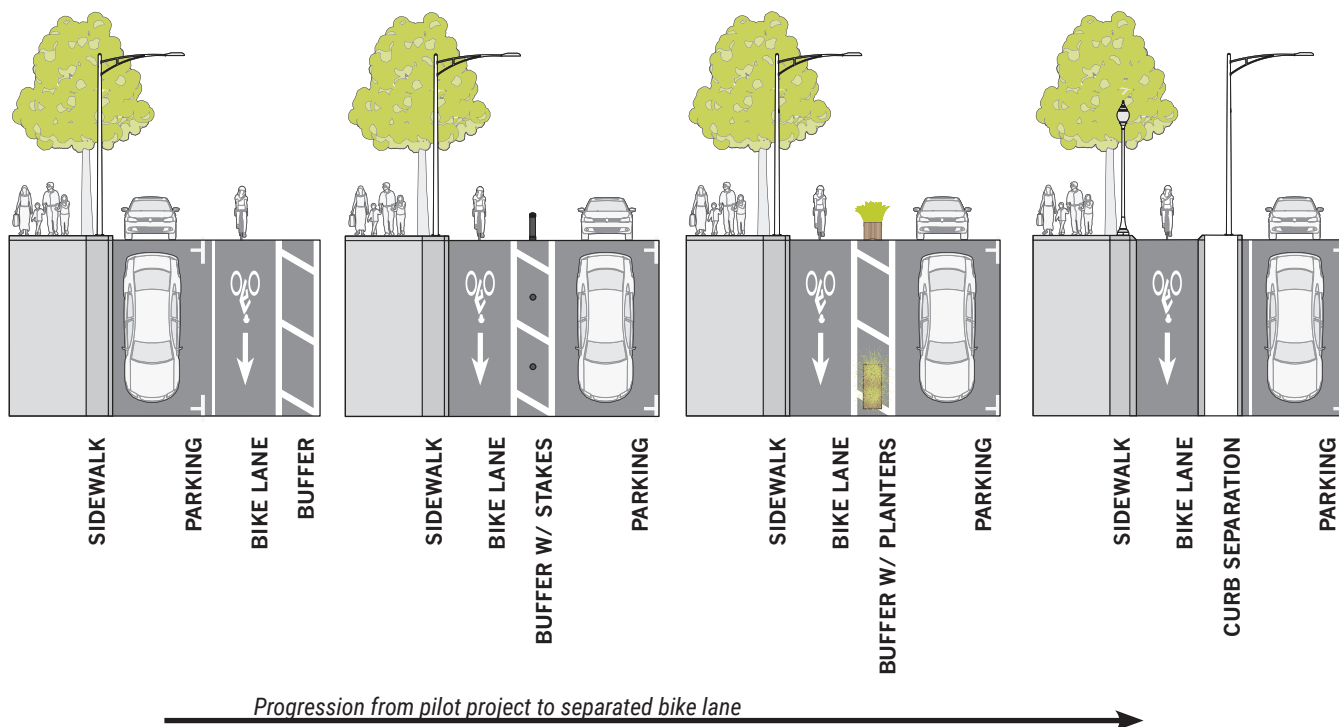 SIDEWALK
PARKING
BIKE LANE
BUFFER
SIDEWALK
BIKE LANE
BUFFER W/ STAKES
PARKING
SIDEWALK
BIKE LANE
BUFFER W/ PLANTERS
PARKING
SIDEWALK
BIKE LANE
CURB SEPARATION
PARKING
Progression from pilot project to separated bike lane